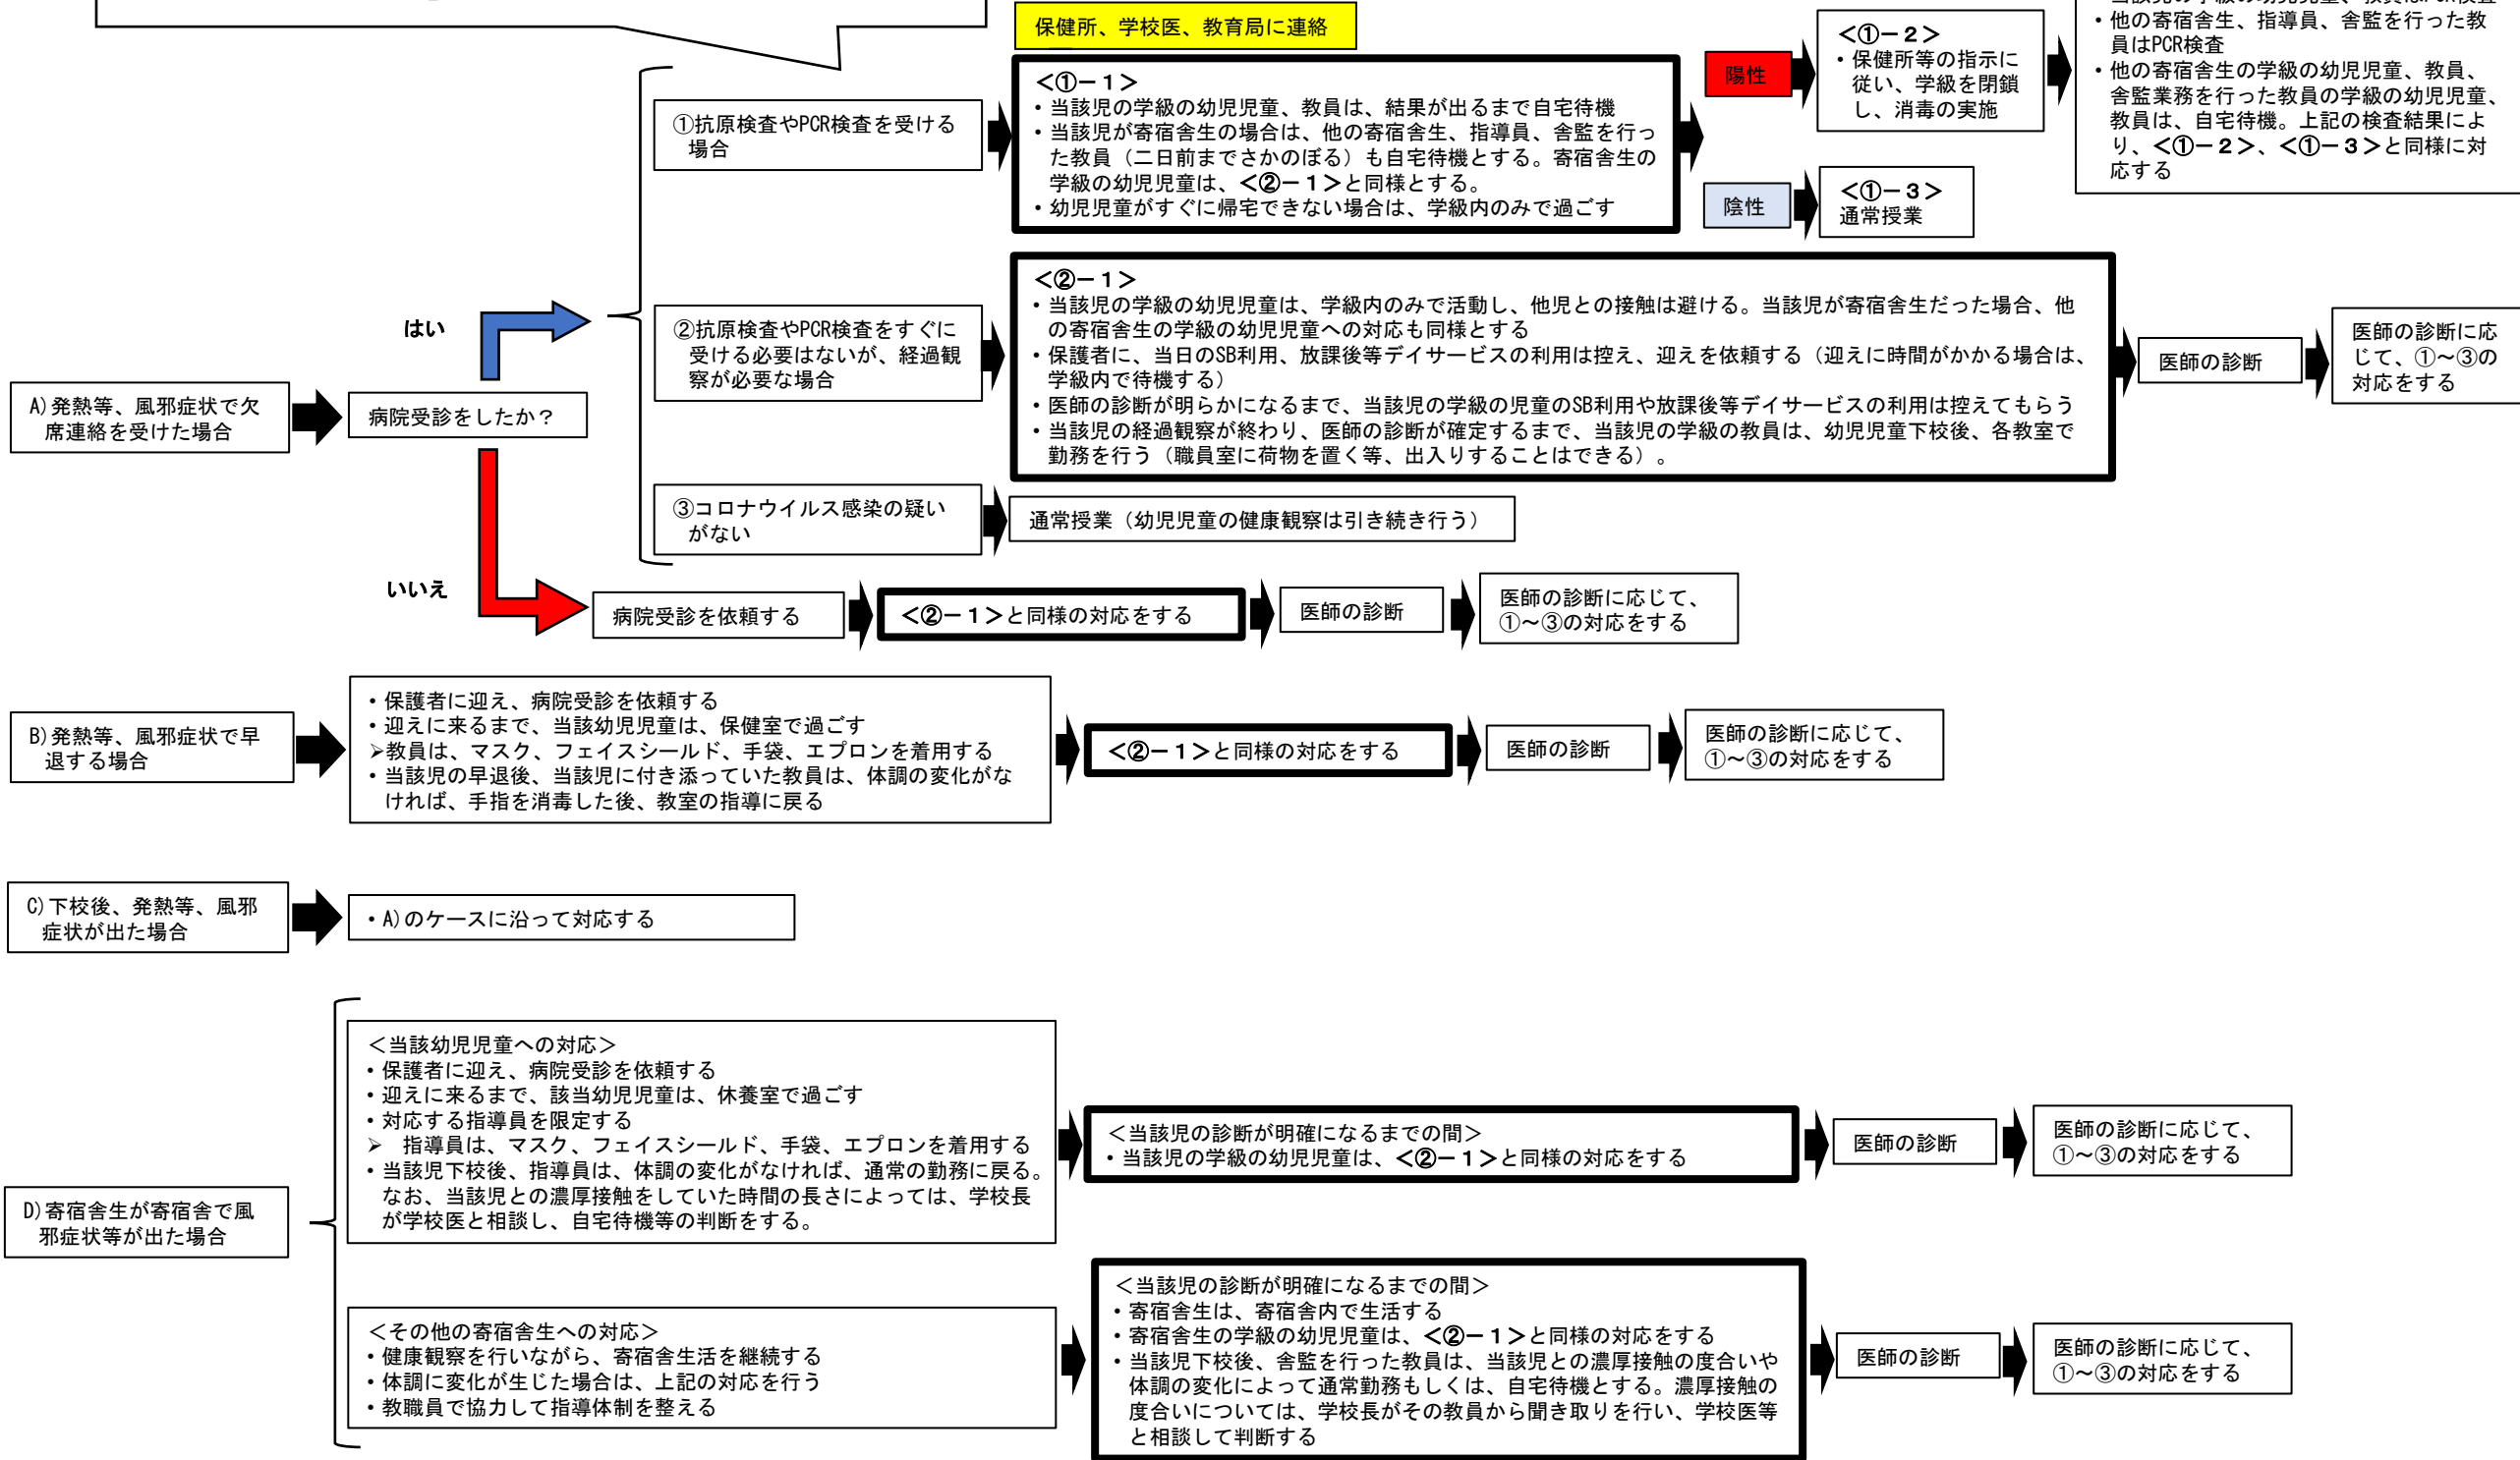 保健所、学校医、教育局に連絡
・他の寄宿舎生、指導員、舎監を行った教
員はPCR検査
・他の寄宿舎生の学級の幼児児童、教員、
舎監業務を行った教員の学級の幼児児童、
教員は、自宅待機。上記の検査結果によ
り、<①－２>、<①－３>と同様に対
応する
①抗原検査やPCR検査を受ける
場合
<①－１>
・当該児の学級の幼児児童、教員は、結果が出るまで自宅待機
・当該児が寄宿舎生の場合は、他の寄宿舎生、指導員、舎監を行っ
た教員（二日前までさかのぼる）も自宅待機とする。寄宿舎生の
学級の幼児児童は、<②－１>と同様とする。
・幼児児童がすぐに帰宅できない場合は、学級内のみで過ごす
陽性
<①－２>
・保健所等の指示に
従い、学級を閉鎖
し、消毒の実施
陰性
<①－３>
通常授業
はい
②抗原検査やPCR検査をすぐに
受ける必要はないが、経過観
察が必要な場合
<②－１>
・当該児の学級の幼児児童は、学級内のみで活動し、他児との接触は避ける。当該児が寄宿舎生だった場合、他
の寄宿舎生の学級の幼児児童への対応も同様とする
・保護者に、当日のSB利用、放課後等デイサービスの利用は控え、迎えを依頼する（迎えに時間がかかる場合は、
学級内で待機する）
・医師の診断が明らかになるまで、当該児の学級の児童のSB利用や放課後等デイサービスの利用は控えてもらう
・当該児の経過観察が終わり、医師の診断が確定するまで、当該児の学級の教員は、幼児児童下校後、各教室で
勤務を行う（職員室に荷物を置く等、出入りすることはできる）。
医師の診断
医師の診断に応
じて、①～③の
対応をする
A)発熱等、風邪症状で欠
席連絡を受けた場合
病院受診をしたか？
③コロナウイルス感染の疑い
がない
通常授業（幼児児童の健康観察は引き続き行う）
いいえ
病院受診を依頼する
<②－１>と同様の対応をする
医師の診断
医師の診断に応じて、
①～③の対応をする
B)発熱等、風邪症状で早
退する場合
・保護者に迎え、病院受診を依頼する
・迎えに来るまで、当該幼児児童は、保健室で過ごす
➢教員は、マスク、フェイスシールド、手袋、エプロンを着用する
・当該児の早退後、当該児に付き添っていた教員は、体調の変化がな
ければ、手指を消毒した後、教室の指導に戻る
<②－１>と同様の対応をする
医師の診断
医師の診断に応じて、
①～③の対応をする
C)下校後、発熱等、風邪
症状が出た場合
・A)のケースに沿って対応する
D)寄宿舎生が寄宿舎で風
邪症状等が出た場合
<当該幼児児童への対応>
・保護者に迎え、病院受診を依頼する
・迎えに来るまで、該当幼児児童は、休養室で過ごす
・対応する指導員を限定する
➢ 指導員は、マスク、フェイスシールド、手袋、エプロンを着用する
・当該児下校後、指導員は、体調の変化がなければ、通常の勤務に戻る。
なお、当該児との濃厚接触をしていた時間の長さによっては、学校長
が学校医と相談し、自宅待機等の判断をする。
<当該児の診断が明確になるまでの間>
・当該児の学級の幼児児童は、<②－１>と同様の対応をする
医師の診断
医師の診断に応じて、
①～③の対応をする
<その他の寄宿舎生への対応>
・健康観察を行いながら、寄宿舎生活を継続する
・体調に変化が生じた場合は、上記の対応を行う
・教職員で協力して指導体制を整える
<当該児の診断が明確になるまでの間>
・寄宿舎生は、寄宿舎内で生活する
・寄宿舎生の学級の幼児児童は、<②－１>と同様の対応をする
・当該児下校後、舎監を行った教員は、当該児との濃厚接触の度合いや
体調の変化によって通常勤務もしくは、自宅待機とする。濃厚接触の
度合いについては、学校長がその教員から聞き取りを行い、学校医等
と相談して判断する
医師の診断
医師の診断に応じて、
①～③の対応をする